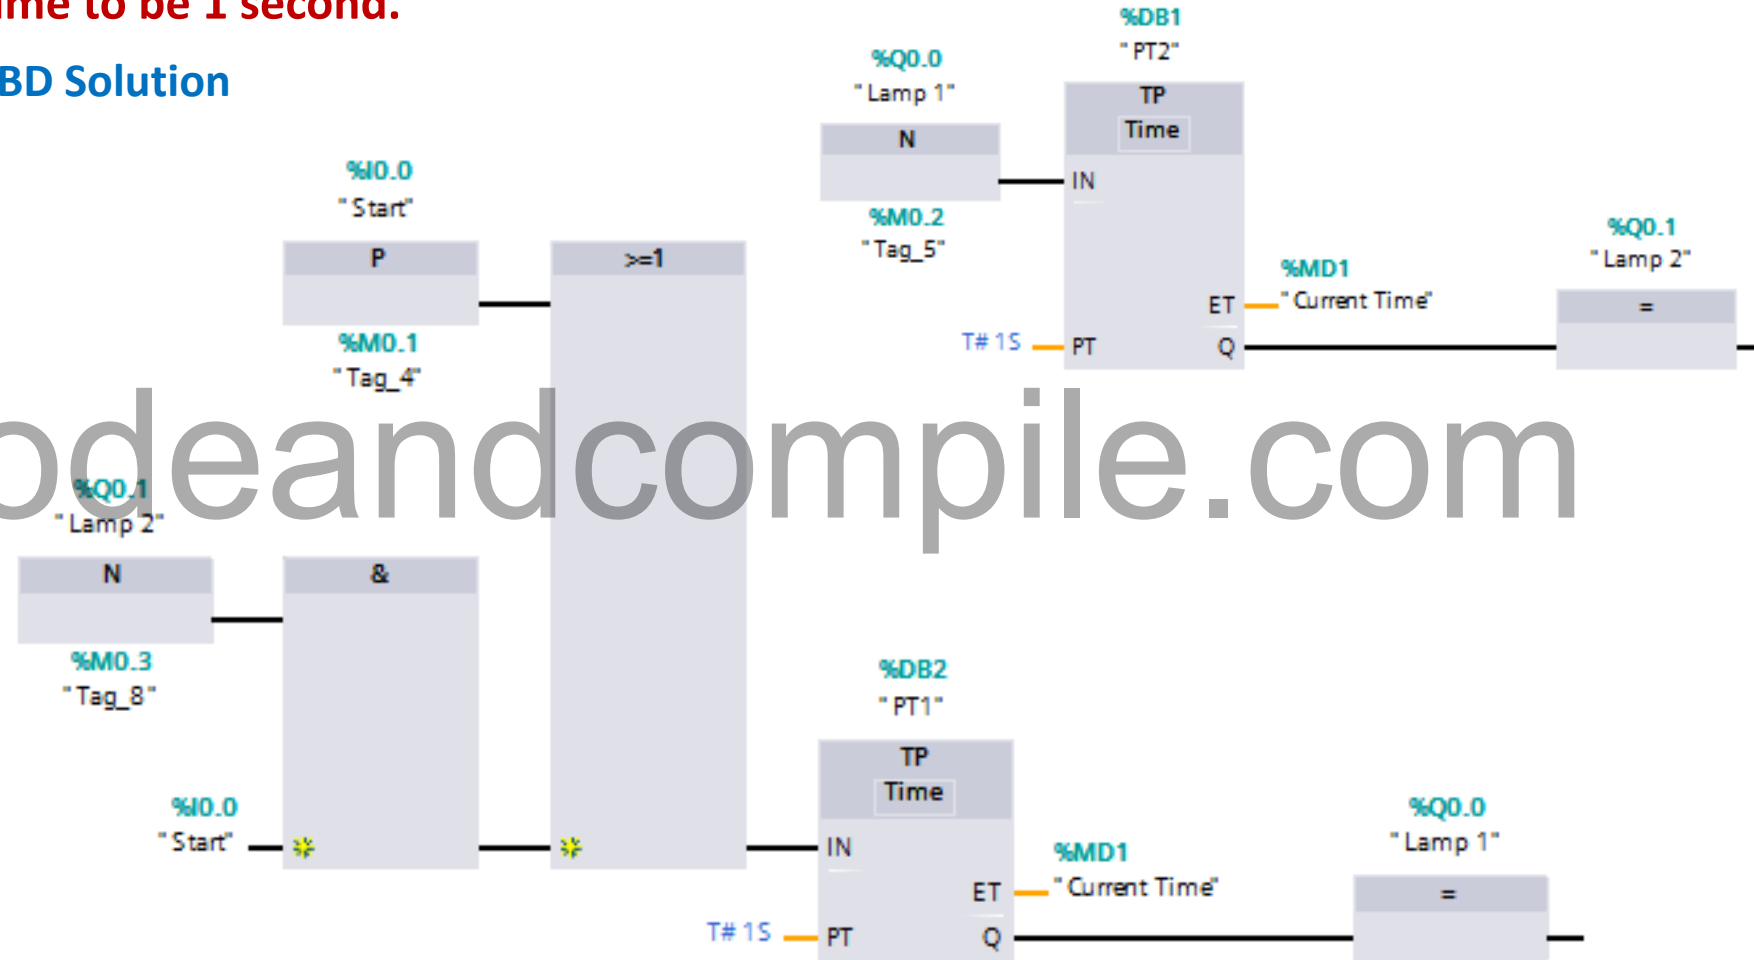 ime to be 1 second.
BD Solution
%DB1
"PT2"
%Q0.0
"Lamp 1"
TP
Time
N
IN
%M0.2
"Tag_5"
%I0.0
"Start"
P
>=1
%M0.1
"Tag_4"
%Q0.1
"Lamp 2"
%MD1
ET
"Current Time"
=
T# 1S
PT
Q
odeandcompile.com
%Q0.1
"Lamp 2"
N
&
%M0.3
"Tag_8"
%DB2
"PT1"
TP
Time
%I0.0
"Start"
IN
%MD1
ET
"Current Time"
%Q0.0
"Lamp 1"
=
T# 1S
PT
Q